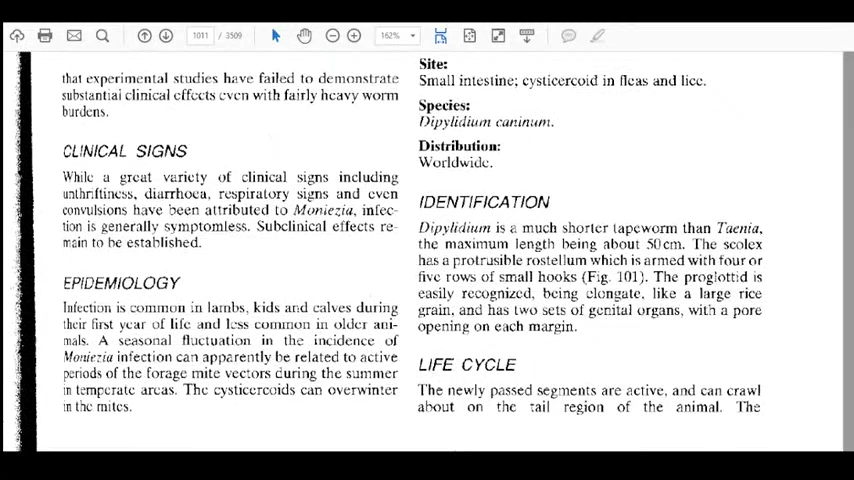 1011 / 3509
162%
that experimental studies have failed to demonstrate
substantial clinical effects even with fairly heavy worm
burdens.
CLINICAL SIGNS
While a great variety of clinical signs including
unthriftiness, diarrhoea, respiratory signs and even
convulsions have been attributed to Moniezia, infec-
tion is generally symptomless. Subclinical effects re-
main to be established.
EPIDEMIOLOGY
Infection is common in lambs, kids and calves during
their first year of life and less common in older ani-
mals. A seasonal fluctuation in the incidence of
Moniezia infection can apparently be related to active
periods of the forage mite vectors during the summer
in temperate areas. The cysticercoids can overwinter
in the mites.
Site:
Small intestine; cysticercoid in fleas and lice.
Species:
Dipylidium caninum.
Distribution:
Worldwide.
IDENTIFICATION
Dipylidium is a much shorter tapeworm than Taenia,
the maximum length being about 50 cm. The scolex
has a protrusible rostellum which is armed with four or
five rows of small hooks (Fig. 101). The proglottid is
easily recognized, being elongate, like a large rice
grain, and has two sets of genital organs, with a pore
opening on each margin.
LIFE CYCLE
The newly passed segments are active, and can crawl
about on the tail region of the animal. The